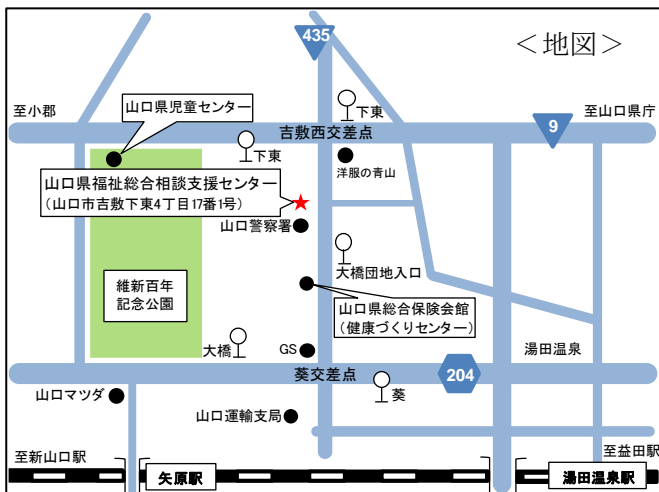 ＜地図＞
435
至小郡
山口県児童センター
下東
至山口県庁
吉敷西交差点
9
下東
洋服の青山
山口県福祉総合相談支援センター
（山口市吉敷下東4丁目17番1号）
山口警察署
大橋団地入口
維新百年
記念公園
山口県総合保険会館
（健康づくりセンター）
大橋
GS
湯田温泉
葵交差点
204
山口マツダ
葵
山口運輸支局
至新山口駅
至益田駅
矢原駅
湯田温泉駅